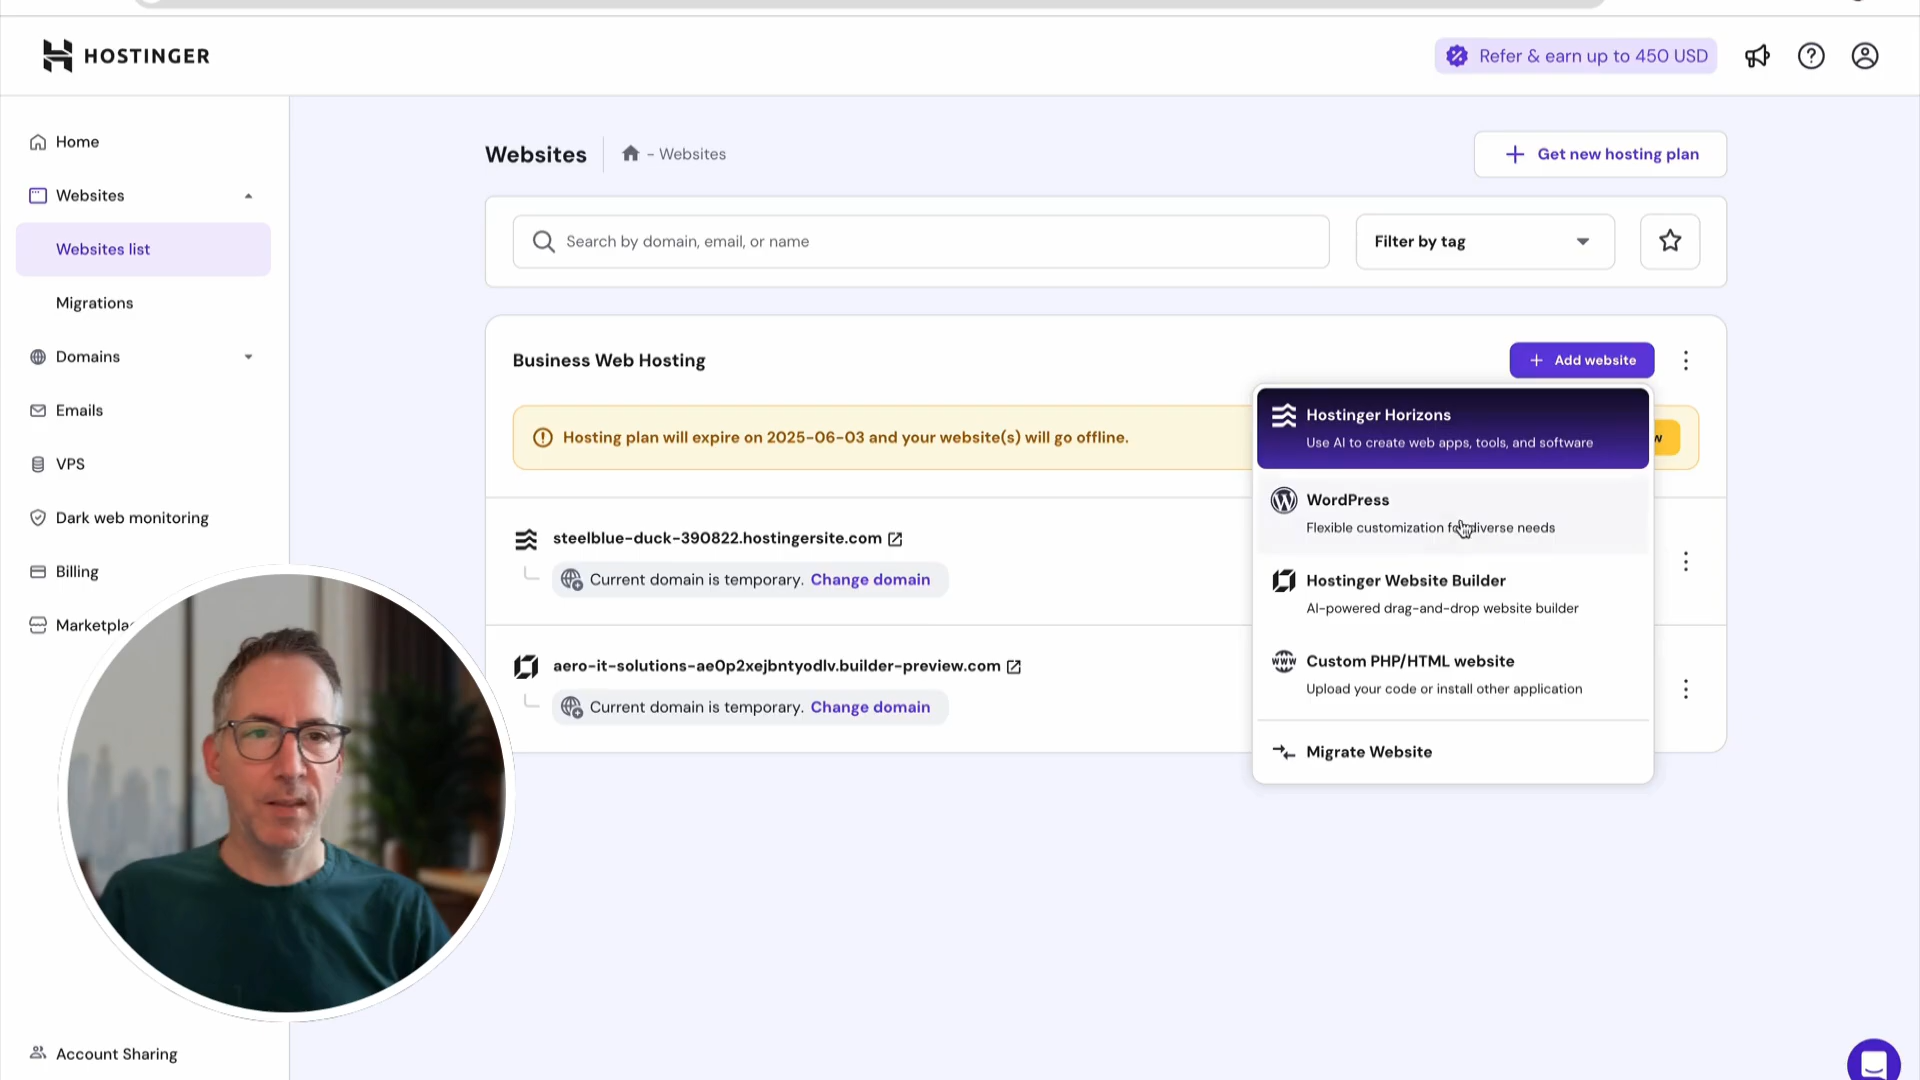 HOSTINGER
Refer & earn up to 450 USD
Home
Websites
Websites list
Migrations
Domains
Emails
VPS
Dark web monitoring
Billing
Account Sharing
Websites
- Websites
Get new hosting plan
Search by domain, email, or name
Filter by tag
Business Web Hosting
Add website
Hosting plan will expire on 2025-06-03 and your website(s) will go offline.
steelblue-duck-390822.hostingersite.com
Current domain is temporary. Change domain
aero-it-solutions-ae0p2xejbntyodlv.builder-preview.com
Current domain is temporary. Change domain
Hostinger Horizons
Use AI to create web apps, tools, and software
WordPress
Flexible customization for diverse needs
Hostinger Website Builder
AI-powered drag-and-drop website builder
www
Custom PHP/HTML website
Upload your code or install other application
Migrate Website